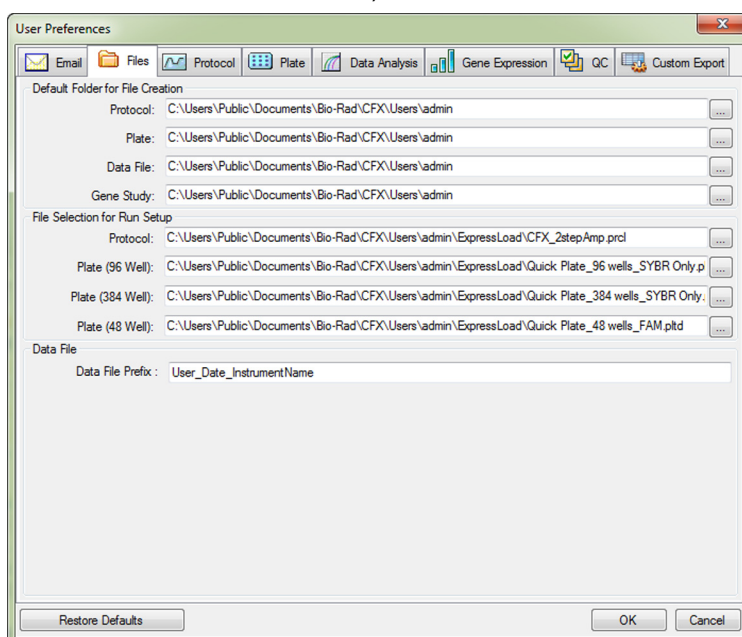 User Preferences
Email Files Protocol Plate Data Analysis Gene Expression QC Custom Export
Default Folder for File Creation
Protocol: C:\Users\Public\Documents\Bio-Rad\CFX\Users\admin ...
Plate: C:\Users\Public\Documents\Bio-Rad\CFX\Users\admin ...
Data File: C:\Users\Public\Documents\Bio-Rad\CFX\Users\admin ...
Gene Study: C:\Users\Public\Documents\Bio-Rad\CFX\Users\admin ...
File Selection for Run Setup
Protocol: C:\Users\Public\Documents\Bio-Rad\CFX\Users\admin\ExpressLoad\CFX_2stepAmp.prcl ...
Plate (96 Well): C:\Users\Public\Documents\Bio-Rad\CFX\Users\admin\ExpressLoad\Quick Plate_96 wells_SYBR Only.p ...
Plate (384 Well): C:\Users\Public\Documents\Bio-Rad\CFX\Users\admin\ExpressLoad\Quick Plate_384 wells_SYBR Only. ...
Plate (48 Well): C:\Users\Public\Documents\Bio-Rad\CFX\Users\admin\ExpressLoad\Quick Plate_48 wells_FAM.pltd ...
Data File
Data File Prefix : User_Date_InstrumentName
Restore Defaults OK Cancel